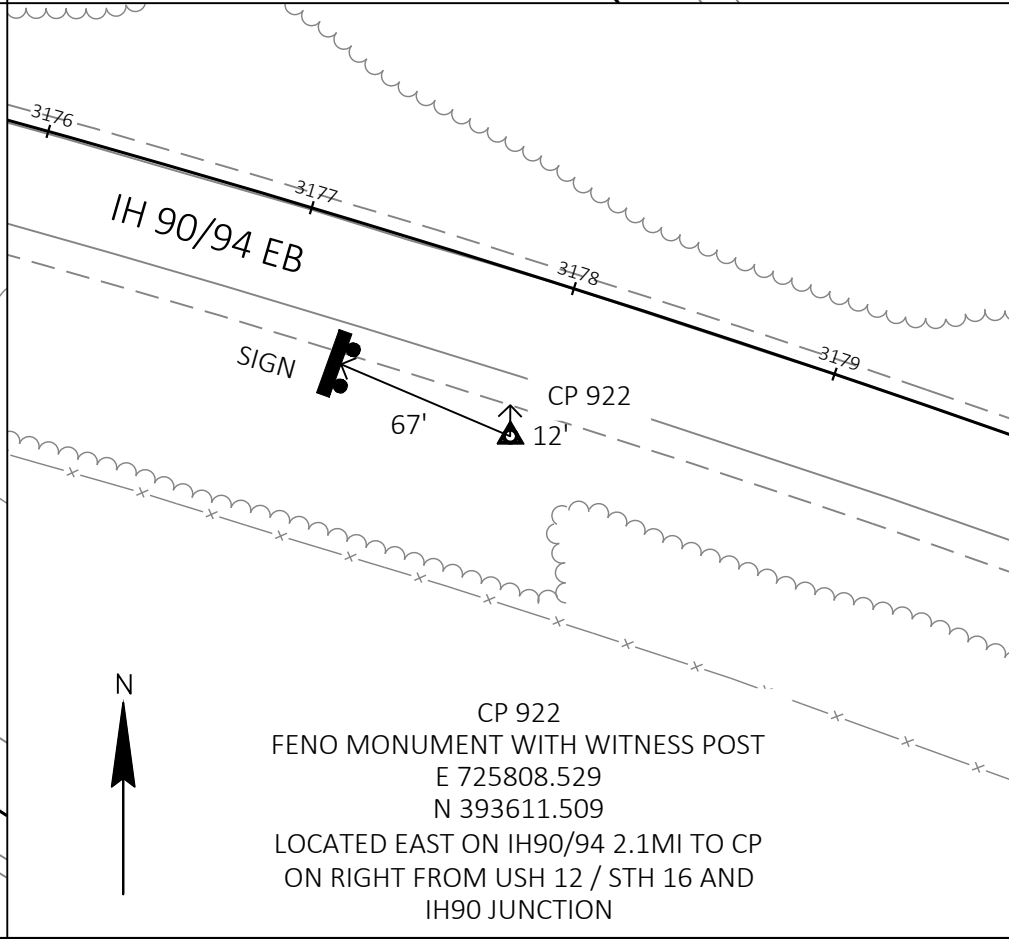 3176
3177
IH 90/94 EB
3178
3179
SIGN
CP 922
67'
12'
N
CP 922
FENO MONUMENT WITH WITNESS POST
E 725808.529
N 393611.509
LOCATED EAST ON IH90/94 2.1MI TO CP
ON RIGHT FROM USH 12 / STH 16 AND
IH90 JUNCTION